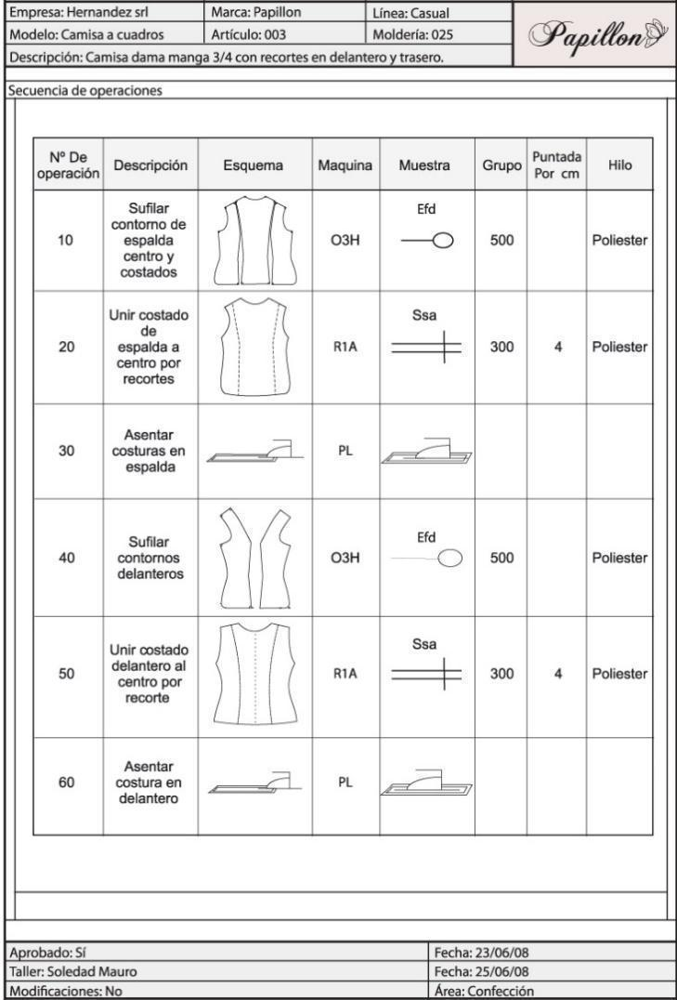 Empresa: Hernandez srl
Marca: Papillon
Línea: Casual
Modelo: Camisa a cuadros
Artículo: 003
Moldería: 025
Descripción: Camisa dama manga 3/4 con recortes en delantero y trasero.
Papillon
Secuencia de operaciones
Nº De
operación
Descripción
Esquema
Maquina
Muestra
Grupo
Puntada
Por cm
Hilo
10
Sufilar
contorno de
espalda
centro y
costados
O3H
Efd
500
Poliester
20
Unir costado
de
espalda a
centro por
recortes
R1A
Ssa
300
4
Poliester
30
Asentar
costuras en
espalda
PL
40
Sufilar
contornos
delanteros
O3H
Efd
500
Poliester
50
Unir costado
delantero al
centro por
recorte
R1A
Ssa
300
4
Poliester
60
Asentar
costura en
delantero
PL
Aprobado: Sí
Fecha: 23/06/08
Taller: Soledad Mauro
Fecha: 25/06/08
Modificaciones: No
Área: Confección